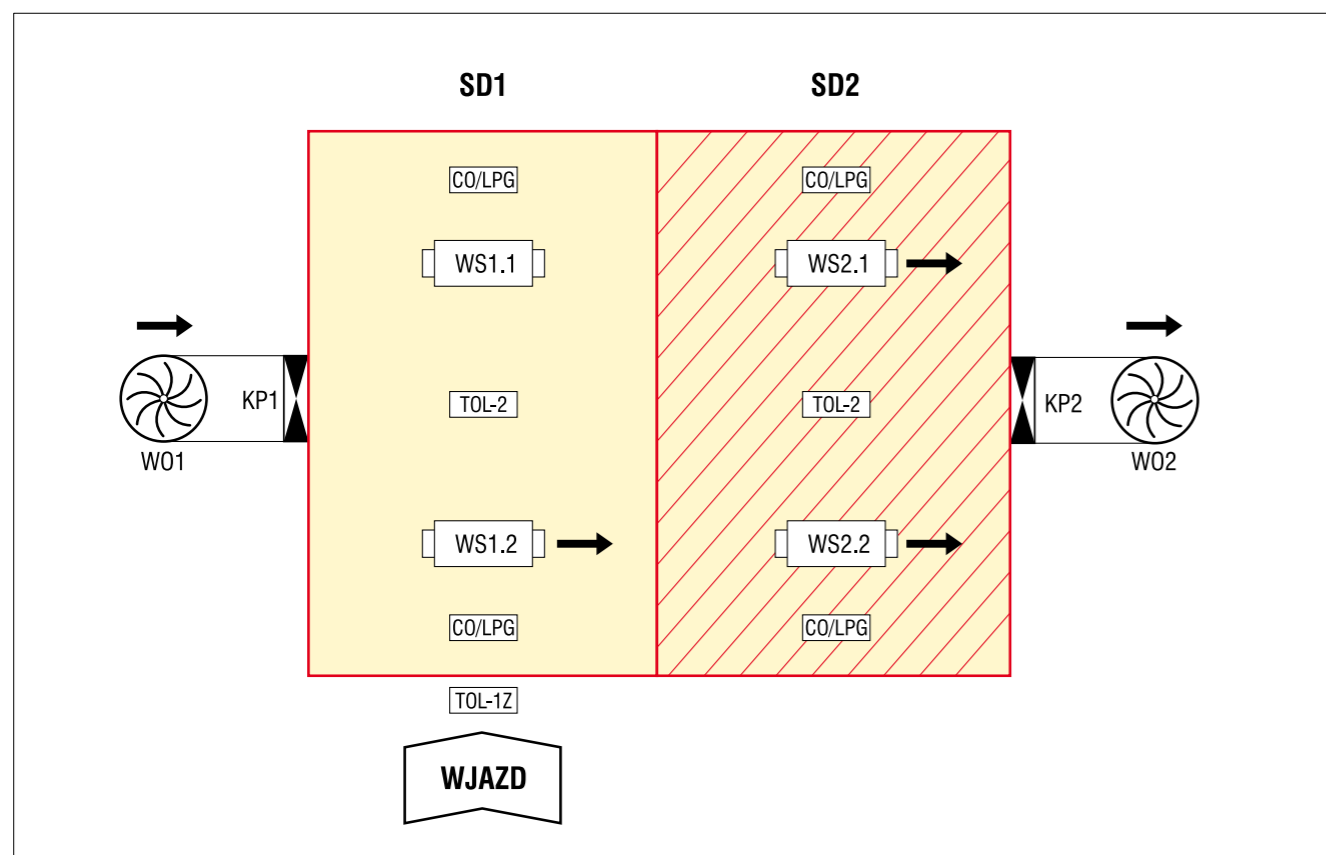 SD1
SD2
CO/LPG
CO/LPG
WS1.1
WS2.1
KP1
TOL-2
TOL-2
KP2
WO1
WO2
WS1.2
WS2.2
CO/LPG
CO/LPG
TOL-1Z
WJAZD